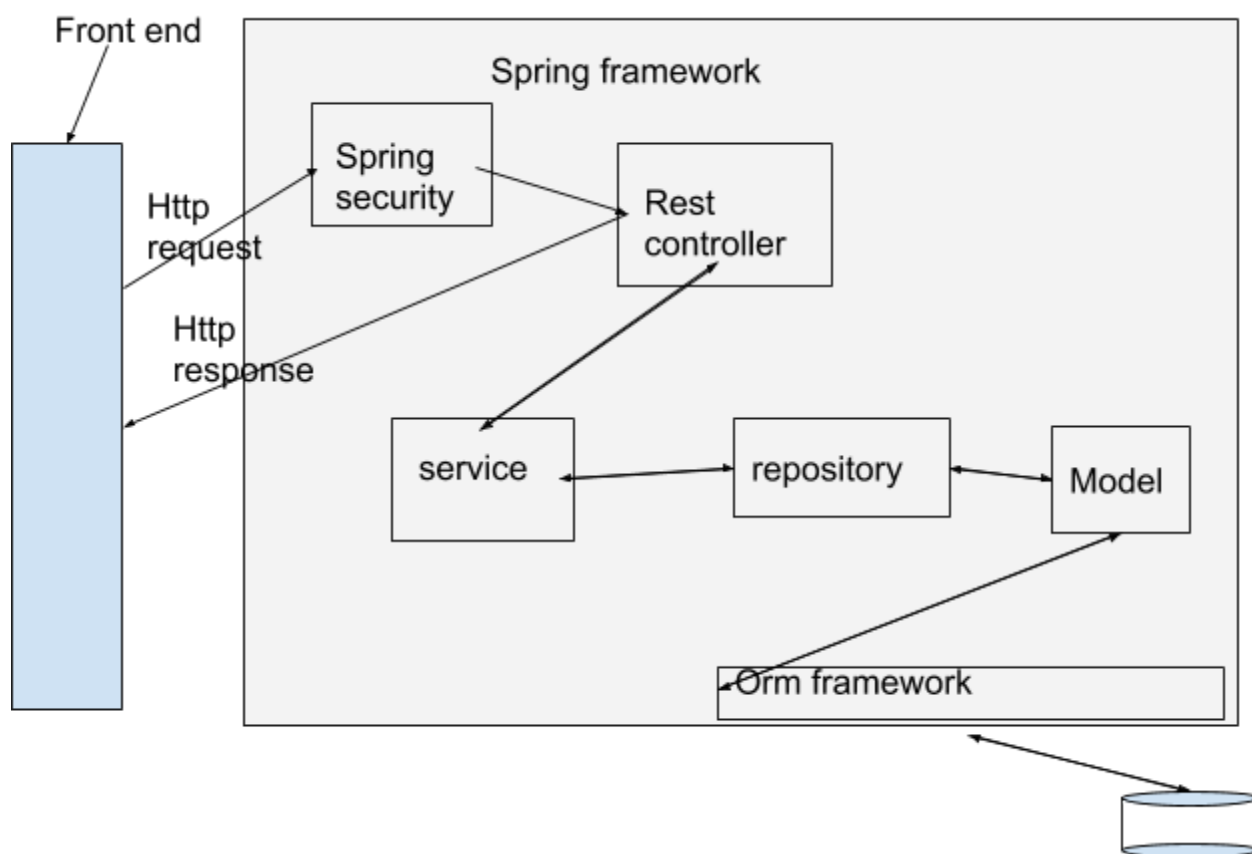 Front end
Spring framework
Spring
security
Rest
controller
Http
request
Http
response
service
repository
Model
Orm framework